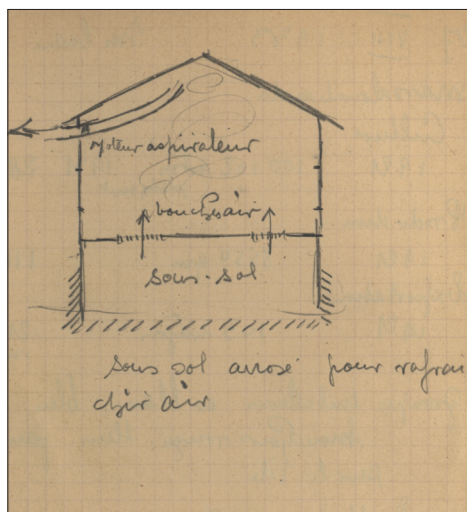 moteur aspirateur
bouches air
sous-sol
sous sol arrosé pour rafrai
chir air